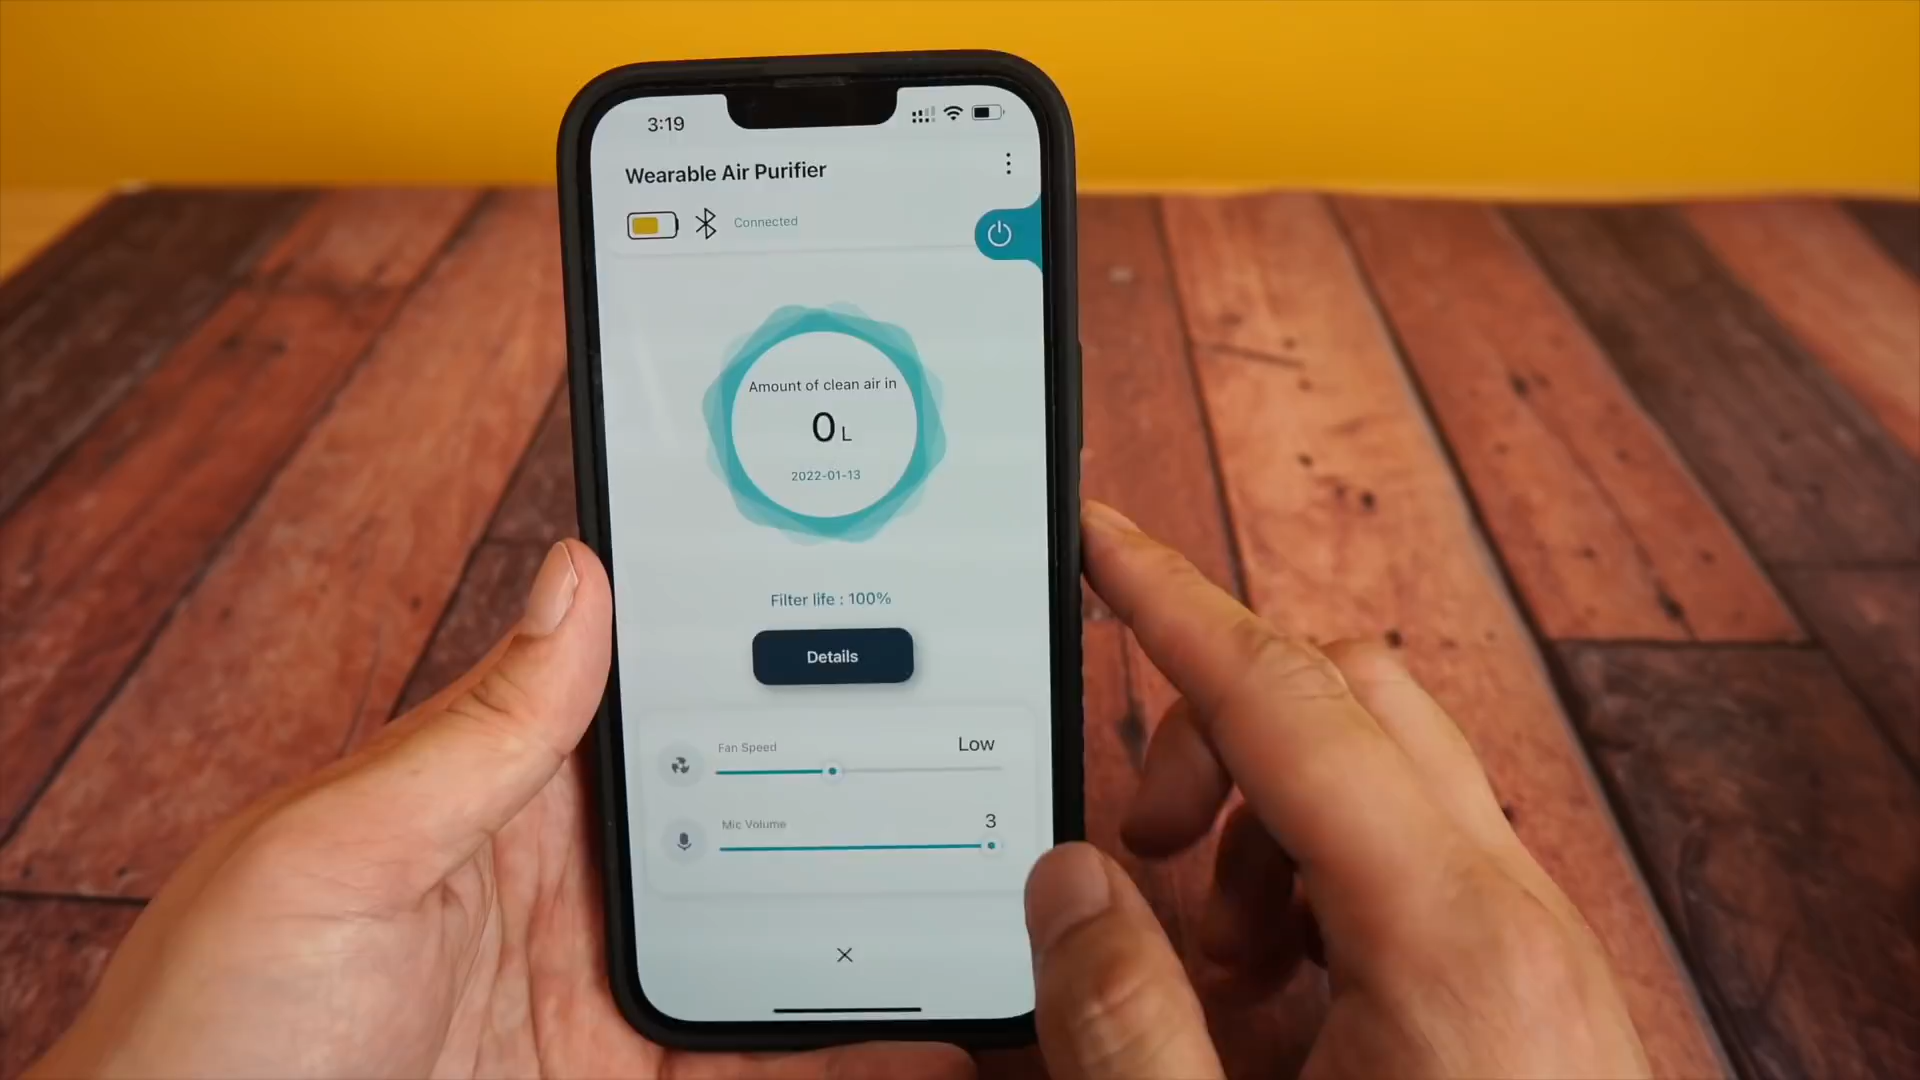 3:19
Wearable Air Purifier
Connected
Amount of clean air in
0 L
2022-01-13
Filter life : 100%
Details
Fan Speed
Low
Mic Volume
3